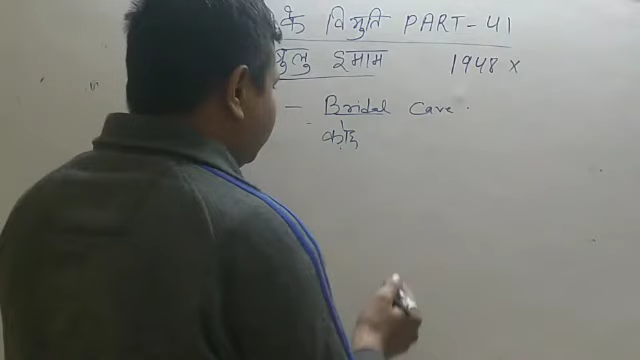 के विभुति PART-41
इमाम 1948 x
- Bridal Cave.